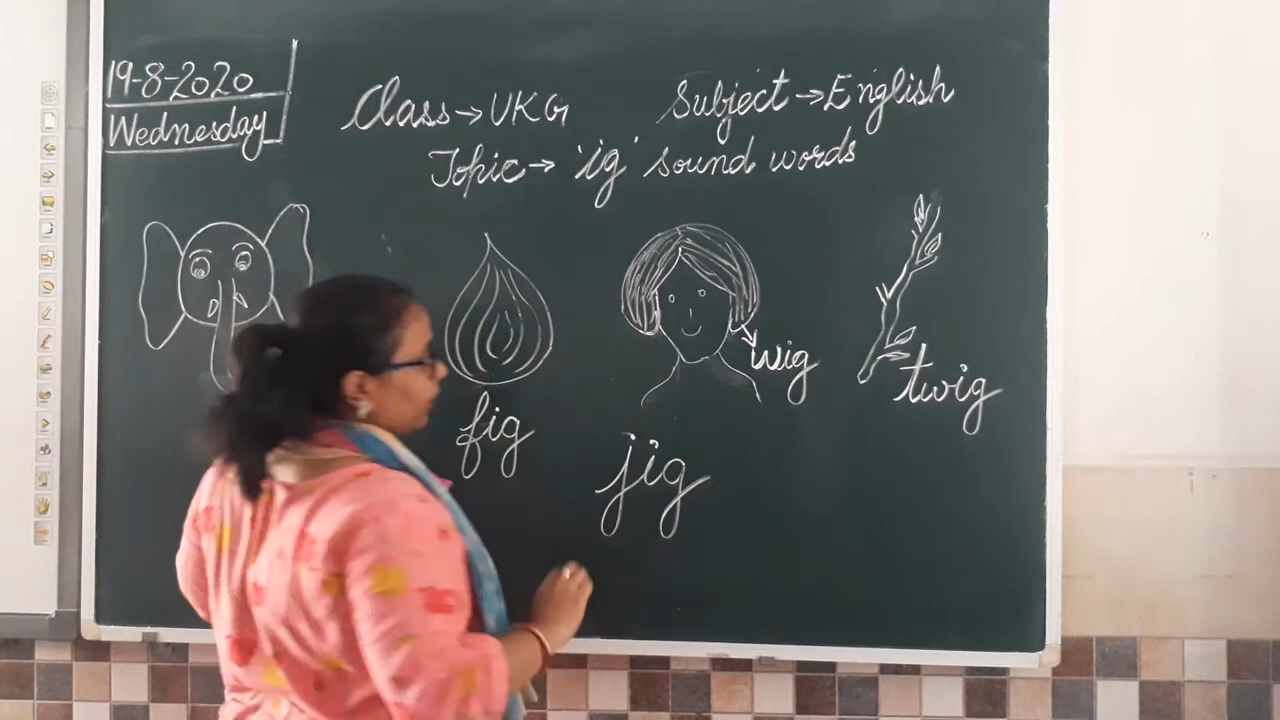 19-8-2020
Wednesday
Class→UKG
Subject→English
Topic→ 'ig' sound words
fig
wig
twig
jig